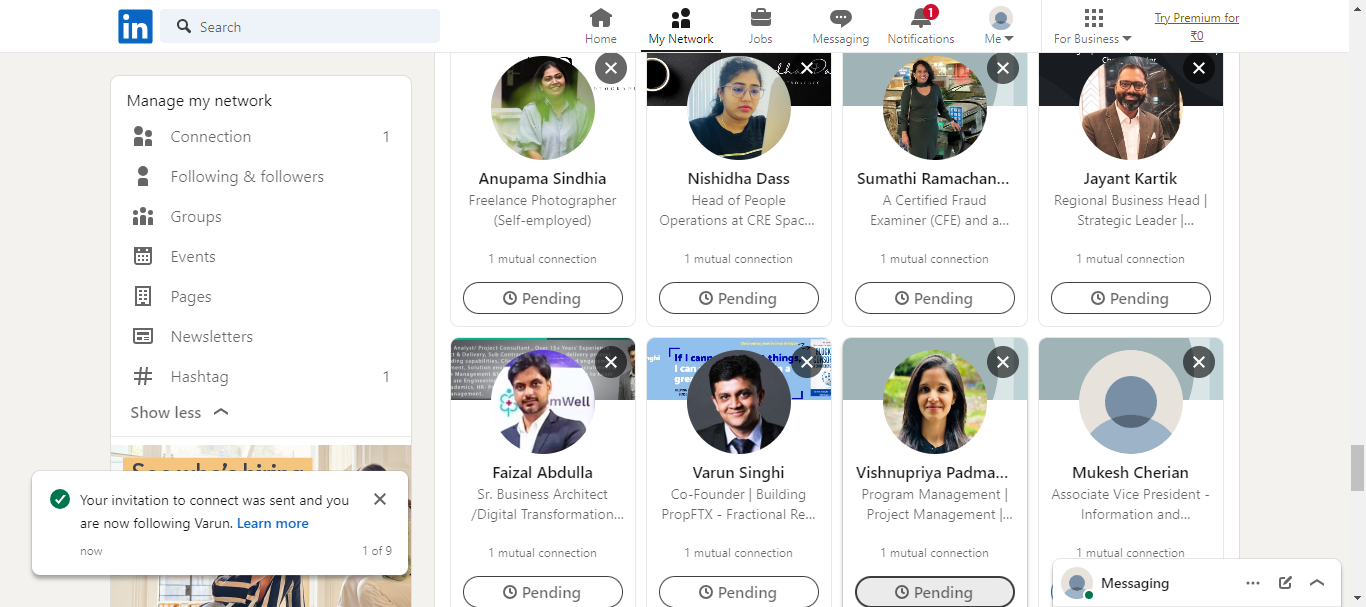 in
Search
Home
My Network
Jobs
Messaging
1
Notifications
Me
For Business
Try Premium for
₹0
Manage my network
Connection 1
Following & followers
Groups
Events
Pages
Newsletters
Hashtag 1
Show less
Your invitation to connect was sent and you
are now following Varun. Learn more
now 1 of 9
Anupama Sindhia
Freelance Photographer
(Self-employed)
1 mutual connection
Pending
Nishidha Dass
Head of People
Operations at CRE Spac...
1 mutual connection
Pending
Sumathi Ramachan...
A Certified Fraud
Examiner (CFE) and a...
1 mutual connection
Pending
Jayant Kartik
Regional Business Head |
Strategic Leader |...
1 mutual connection
Pending
Faizal Abdulla
Sr. Business Architect
/Digital Transformation...
1 mutual connection
Pending
If I can
I can
Varun Singhi
Co-Founder | Building
PropFTX - Fractional Re...
1 mutual connection
Pending
Vishnupriya Padma...
Program Management |
Project Management |...
1 mutual connection
Pending
Mukesh Cherian
Associate Vice President -
Information and...
1 mutual connection
Messaging